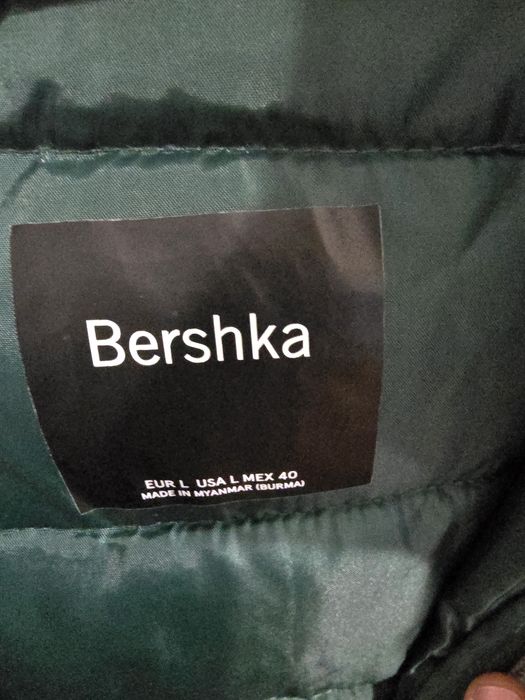 Bershka
EUR L USA L MEX 40
MADE IN MYANMAR (BURMA)